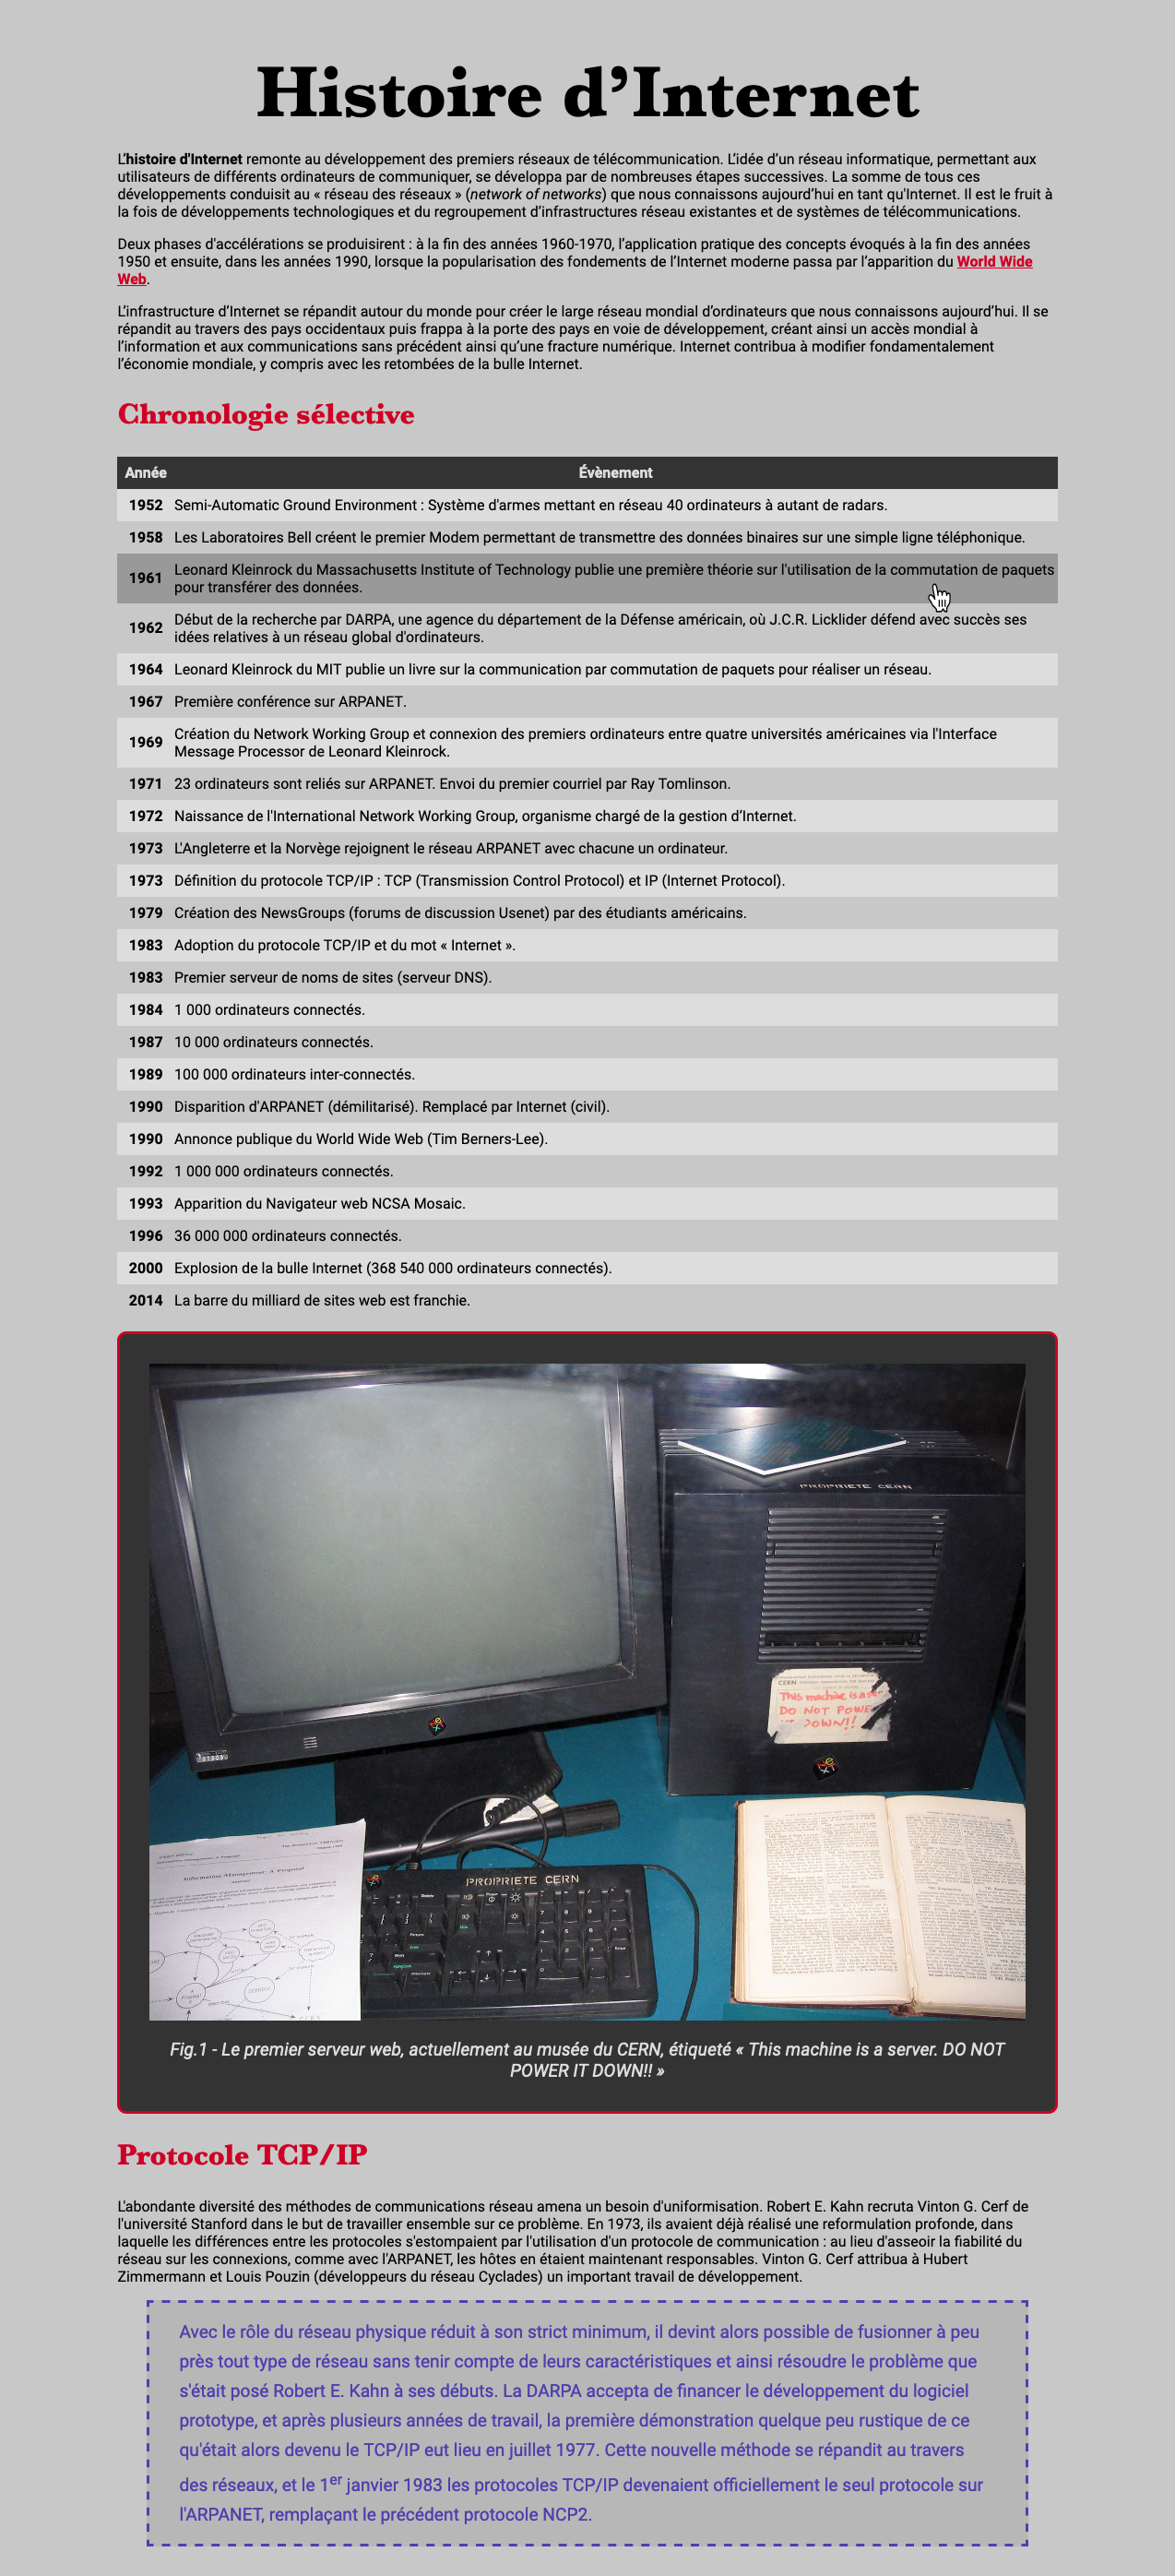 Histoire d’Internet
L’histoire d'Internet remonte au développement des premiers réseaux de télécommunication. L’idée d’un réseau informatique, permettant aux
utilisateurs de différents ordinateurs de communiquer, se développa par de nombreuses étapes successives. La somme de tous ces
développements conduisit au « réseau des réseaux » (network of networks) que nous connaissons aujourd’hui en tant qu'Internet. Il est le fruit à
la fois de développements technologiques et du regroupement d’infrastructures réseau existantes et de systèmes de télécommunications.
Deux phases d'accélérations se produisirent : à la fin des années 1960-1970, l’application pratique des concepts évoqués à la fin des années
1950 et ensuite, dans les années 1990, lorsque la popularisation des fondements de l’Internet moderne passa par l’apparition du World Wide
Web.
L’infrastructure d’Internet se répandit autour du monde pour créer le large réseau mondial d’ordinateurs que nous connaissons aujourd’hui. Il se
répandit au travers des pays occidentaux puis frappa à la porte des pays en voie de développement, créant ainsi un accès mondial à
l’information et aux communications sans précédent ainsi qu’une fracture numérique. Internet contribua à modifier fondamentalement
l’économie mondiale, y compris avec les retombées de la bulle Internet.
Chronologie sélective
Année Évènement
1952 Semi-Automatic Ground Environment : Système d'armes mettant en réseau 40 ordinateurs à autant de radars.
1958 Les Laboratoires Bell créent le premier Modem permettant de transmettre des données binaires sur une simple ligne téléphonique.
1961 Leonard Kleinrock du Massachusetts Institute of Technology publie une première théorie sur l'utilisation de la commutation de paquets
pour transférer des données.
1962 Début de la recherche par DARPA, une agence du département de la Défense américain, où J.C.R. Licklider défend avec succès ses
idées relatives à un réseau global d'ordinateurs.
1964 Leonard Kleinrock du MIT publie un livre sur la communication par commutation de paquets pour réaliser un réseau.
1967 Première conférence sur ARPANET.
1969 Création du Network Working Group et connexion des premiers ordinateurs entre quatre universités américaines via l'Interface
Message Processor de Leonard Kleinrock.
1971 23 ordinateurs sont reliés sur ARPANET. Envoi du premier courriel par Ray Tomlinson.
1972 Naissance de l'International Network Working Group, organisme chargé de la gestion d’Internet.
1973 L'Angleterre et la Norvège rejoignent le réseau ARPANET avec chacune un ordinateur.
1973 Définition du protocole TCP/IP : TCP (Transmission Control Protocol) et IP (Internet Protocol).
1979 Création des NewsGroups (forums de discussion Usenet) par des étudiants américains.
1983 Adoption du protocole TCP/IP et du mot « Internet ».
1983 Premier serveur de noms de sites (serveur DNS).
1984 1 000 ordinateurs connectés.
1987 10 000 ordinateurs connectés.
1989 100 000 ordinateurs inter-connectés.
1990 Disparition d'ARPANET (démilitarisé). Remplacé par Internet (civil).
1990 Annonce publique du World Wide Web (Tim Berners-Lee).
1992 1 000 000 ordinateurs connectés.
1993 Apparition du Navigateur web NCSA Mosaic.
1996 36 000 000 ordinateurs connectés.
2000 Explosion de la bulle Internet (368 540 000 ordinateurs connectés).
2014 La barre du milliard de sites web est franchie.
PROPRIETE CERN
CERN
This machine is a
DO NOT POWE
DOWN!!
Information Management: A Proposal
PROPRIETE CERN
Fig.1 - Le premier serveur web, actuellement au musée du CERN, étiqueté « This machine is a server. DO NOT
POWER IT DOWN!! »
Protocole TCP/IP
L'abondante diversité des méthodes de communications réseau amena un besoin d'uniformisation. Robert E. Kahn recruta Vinton G. Cerf de
l'université Stanford dans le but de travailler ensemble sur ce problème. En 1973, ils avaient déjà réalisé une reformulation profonde, dans
laquelle les différences entre les protocoles s'estompaient par l'utilisation d'un protocole de communication : au lieu d'asseoir la fiabilité du
réseau sur les connexions, comme avec l'ARPANET, les hôtes en étaient maintenant responsables. Vinton G. Cerf attribua à Hubert
Zimmermann et Louis Pouzin (développeurs du réseau Cyclades) un important travail de développement.
Avec le rôle du réseau physique réduit à son strict minimum, il devint alors possible de fusionner à peu
près tout type de réseau sans tenir compte de leurs caractéristiques et ainsi résoudre le problème que
s'était posé Robert E. Kahn à ses débuts. La DARPA accepta de financer le développement du logiciel
prototype, et après plusieurs années de travail, la première démonstration quelque peu rustique de ce
qu'était alors devenu le TCP/IP eut lieu en juillet 1977. Cette nouvelle méthode se répandit au travers
des réseaux, et le 1er janvier 1983 les protocoles TCP/IP devenaient officiellement le seul protocole sur
l'ARPANET, remplaçant le précédent protocole NCP2.